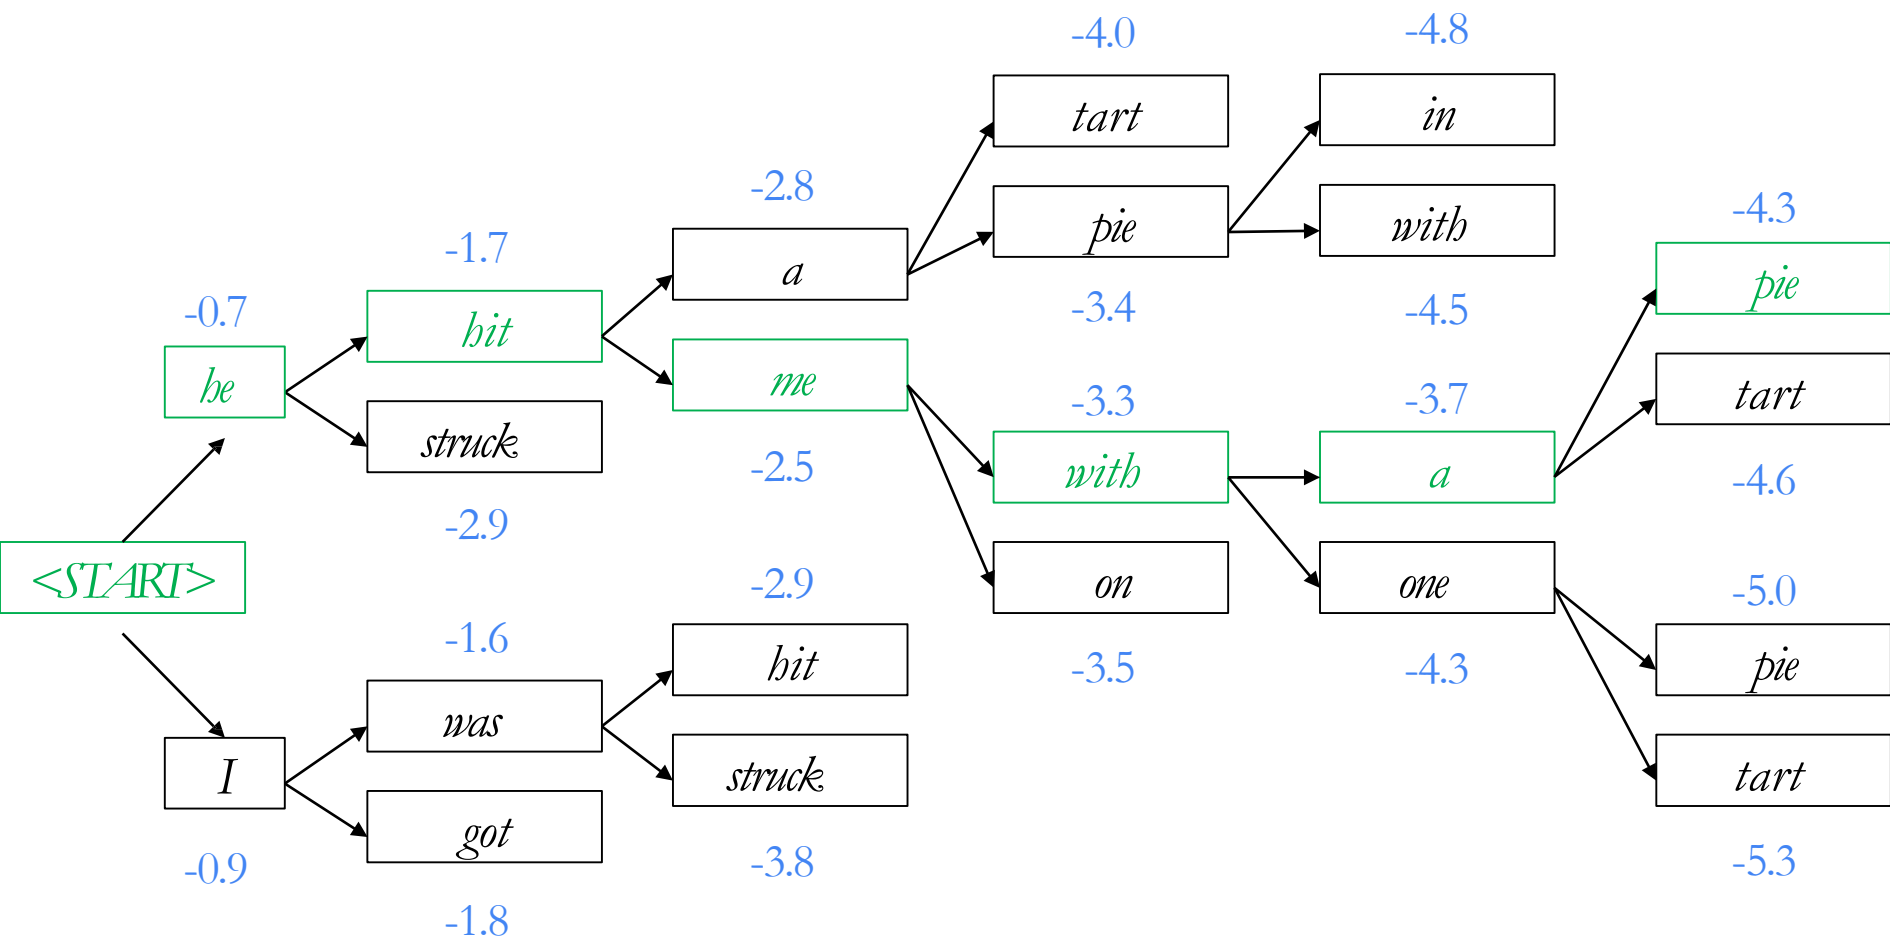 -4.0
-4.8
tart
in
-2.8
pie
with
-4.3
-1.7
a
pie
-0.7
hit
-3.4
-4.5
he
me
-3.3
-3.7
tart
struck
-2.5
with
a
-4.6
-2.9
<START>
-2.9
on
one
-5.0
-1.6
hit
-3.5
-4.3
pie
was
I
struck
tart
got
-0.9
-3.8
-5.3
-1.8